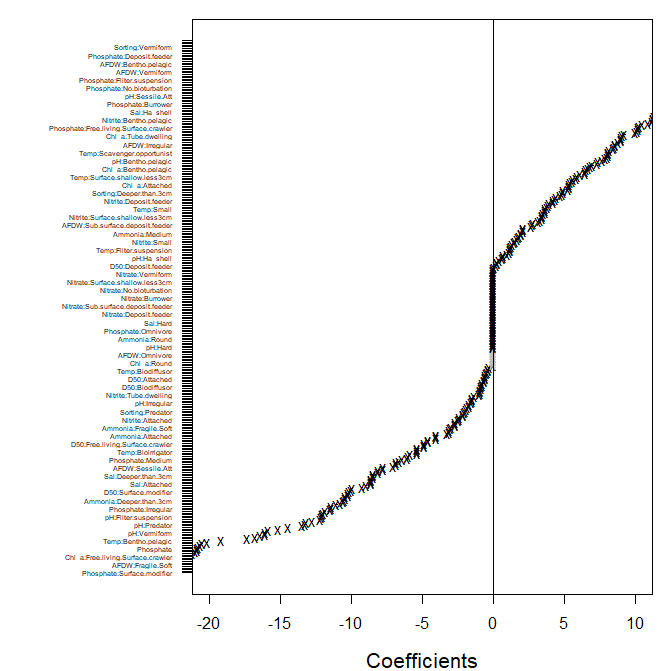 Sorting:Vermiform
Phosphate:Deposit.feeder
AFDW:Bentho.pelagic
AFDW:Vermiform
Phosphate:Filter.suspension
Phosphate:No.bioturbation
pH:Sessile.Att
Phosphate:Burrower
Sal:Ha shell
Nitrite:Bentho.pelagic
Phosphate:Free.living.Surface.crawler
Chl a:Tube.dwelling
AFDW:Irregular
Temp:Scavenger.opportunist
pH:Bentho.pelagic
Chl a:Bentho.pelagic
Temp:Surface.shallow.less3cm
Chl a:Attached
Sorting:Deeper.than.3cm
Nitrite:Deposit.feeder
Temp:Small
Nitrite:Surface.shallow.less3cm
AFDW:Sub.surface.deposit.feeder
Ammonia:Medium
Nitrite:Small
Temp:Filter.suspension
pH:Ha shell
D50:Deposit.feeder
Nitrate:Vermiform
Nitrate:Surface.shallow.less3cm
Nitrate:No.bioturbation
Nitrate:Burrower
Nitrate:Sub.surface.deposit.feeder
Nitrate:Deposit.feeder
Sal:Hard
Phosphate:Omnivore
Ammonia:Round
pH:Hard
AFDW:Omnivore
Chl a:Round
Temp:Biodiffusor
D50:Attached
D50:Biodiffusor
Nitrite:Tube.dwelling
pH:Irregular
Sorting:Predator
Nitrite:Attached
Ammonia:Fragile.Soft
Ammonia:Attached
D50:Free.living.Surface.crawler
Temp:Bioirrigator
Phosphate:Medium
AFDW:Sessile.Att
Sal:Deeper.than.3cm
Sal:Attached
D50:Surface.modifier
Ammonia:Deeper.than.3cm
Phosphate:Irregular
pH:Filter.suspension
pH:Predator
pH:Vermiform
Temp:Bentho.pelagic
Phosphate
Chl a:Free.living.Surface.crawler
AFDW:Fragile.Soft
Phosphate:Surface.modifier
-20 -15 -10 -5 0 5 10
Coefficients